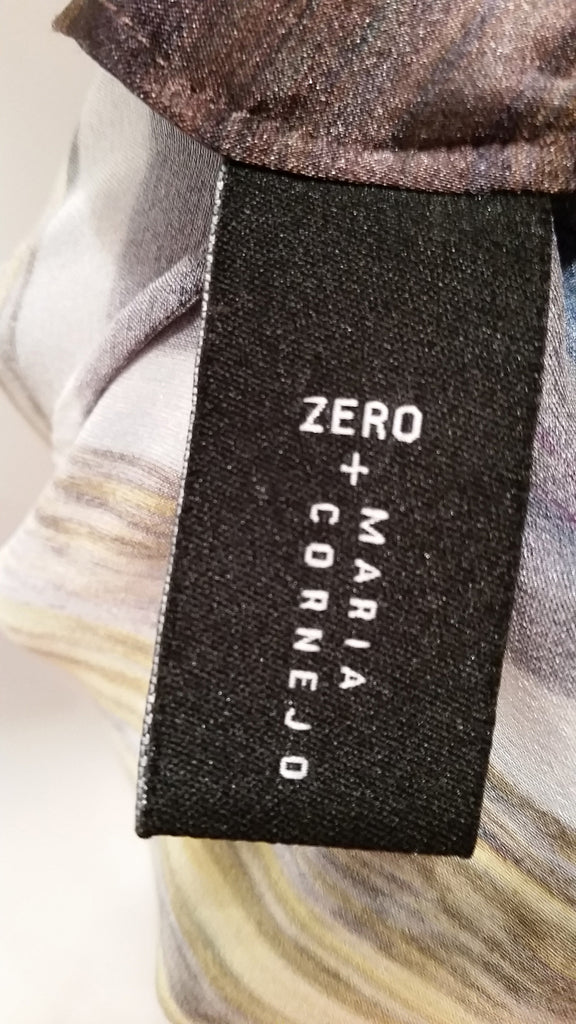 ZERO
+
MARIA
CORNEJO